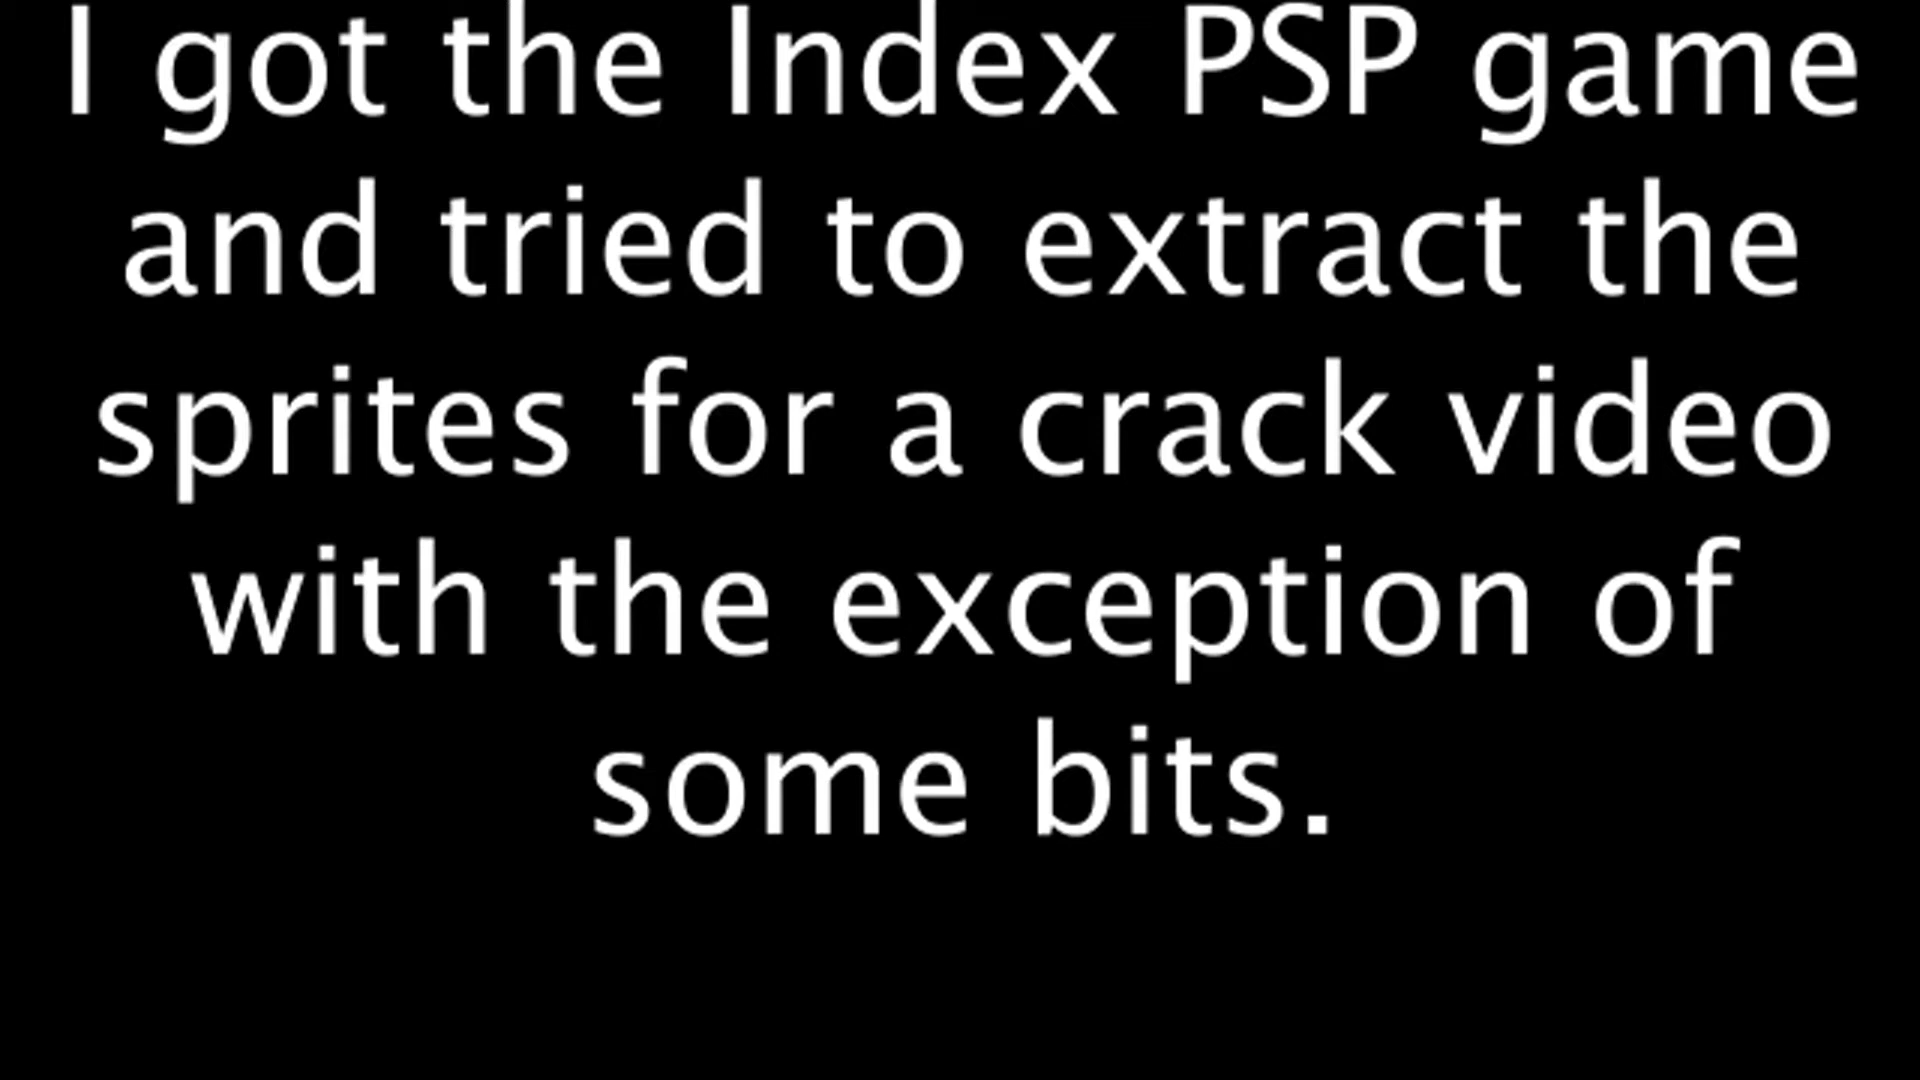 I got the Index PSP game
and tried to extract the
sprites for a crack video
with the exception of
some bits.